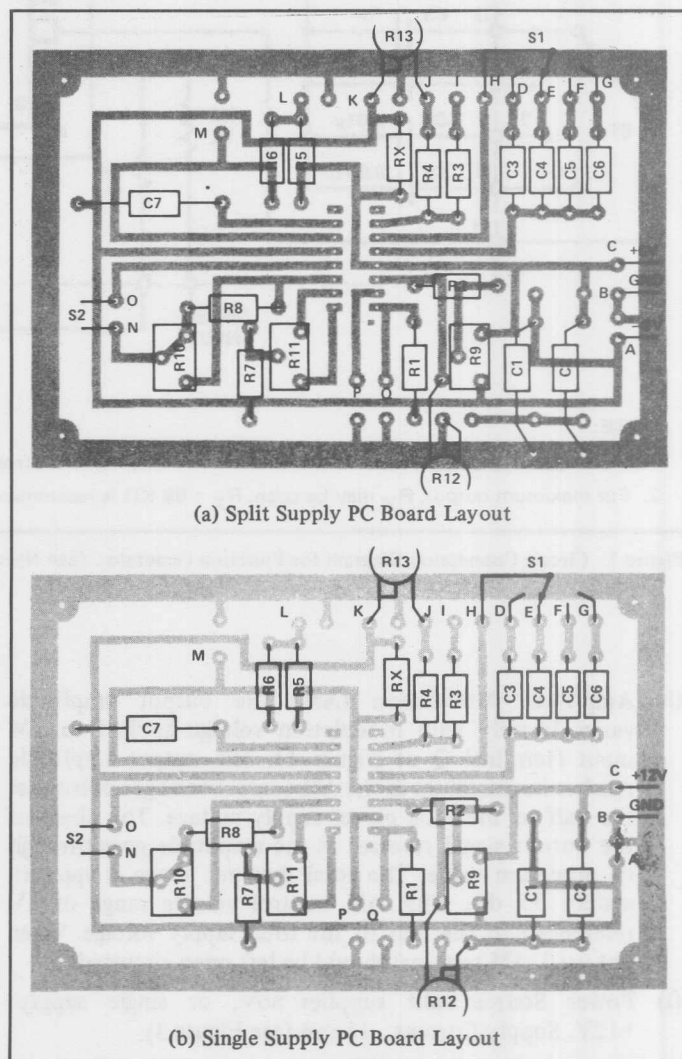 R13
S1
L K J I H D E F G
M
R6 R5 RX R4 R3 C3 C4 C5 C6
C7
C
GND
B
O
S2 R8
N
A
R10 R7 R11 R1 R9 C1 C2
P Q
R12
(a) Split Supply PC Board Layout
R13
S1
L K J I H D E F G
M
R6 R5 RX R4 R3 C3 C4 C5 C6
C7
C +12V
R2 GND
B
O
S2 R8
N
A
R10 R7 R11 R1 R9 C1 C2
P Q
R12
(b) Single Supply PC Board Layout